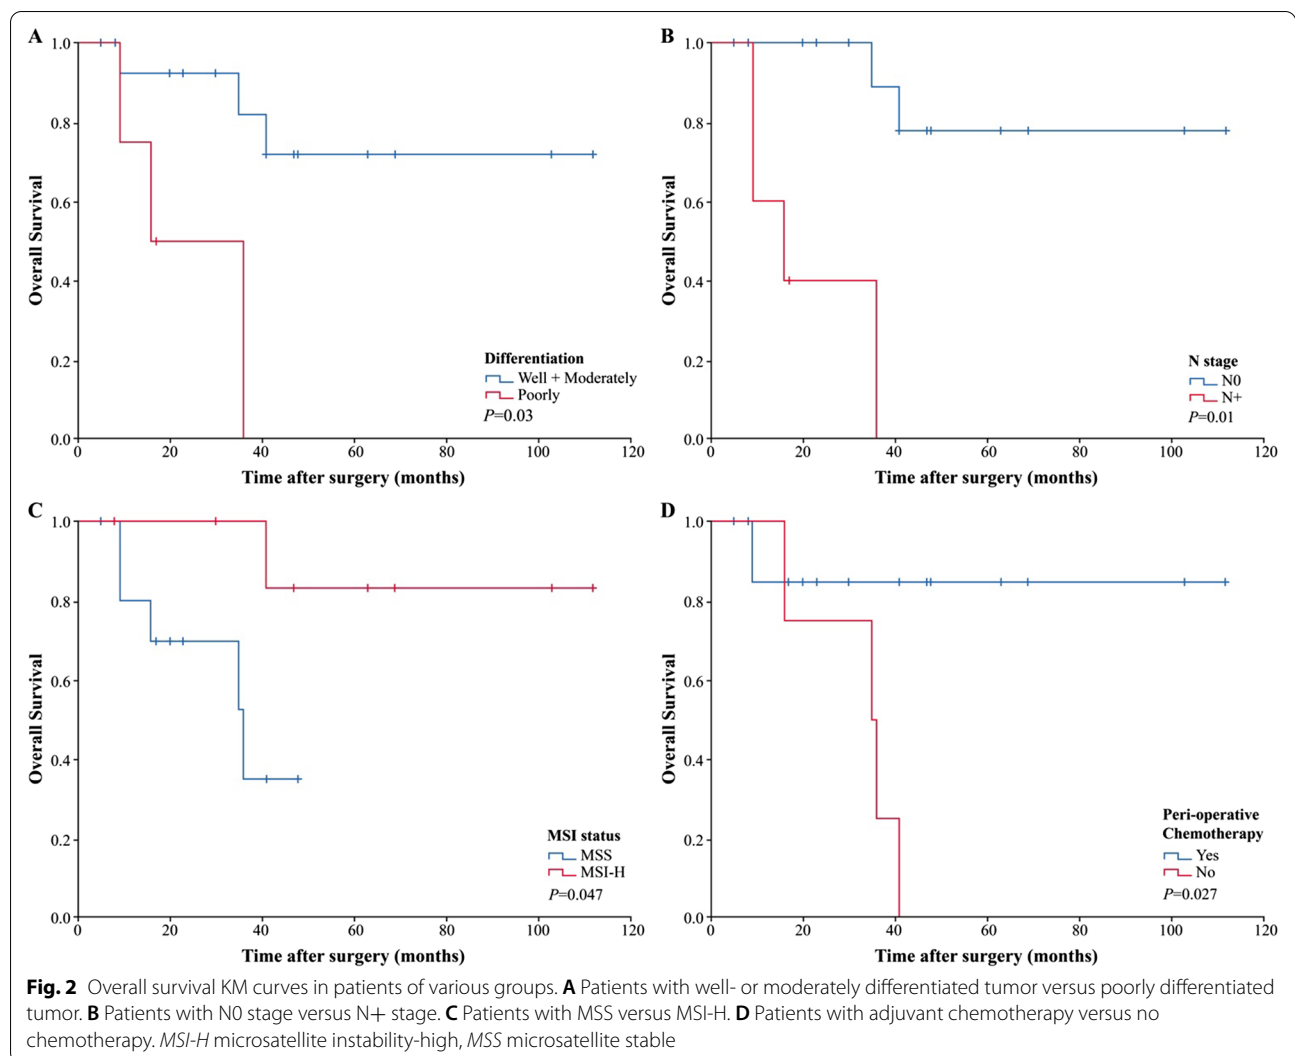 A
1.0
0.8
0.6
0.4
0.2
0.0
Overall Survival
0 20 40 60 80 100 120
Time after surgery (months)
Differentiation
Well + Moderately
Poorly
P=0.03
B
1.0
0.8
0.6
0.4
0.2
0.0
Overall Survival
0 20 40 60 80 100 120
Time after surgery (months)
N stage
N0
N+
P=0.01
C
1.0
0.8
0.6
0.4
0.2
0.0
Overall Survival
0 20 40 60 80 100 120
Time after surgery (months)
MSI status
MSS
MSI-H
P=0.047
D
1.0
0.8
0.6
0.4
0.2
0.0
Overall Survival
0 20 40 60 80 100 120
Time after surgery (months)
Peri-operative
Chemotherapy
Yes
No
P=0.027
Fig. 2 Overall survival KM curves in patients of various groups. A Patients with well- or moderately differentiated tumor versus poorly differentiated
tumor. B Patients with N0 stage versus N+ stage. C Patients with MSS versus MSI-H. D Patients with adjuvant chemotherapy versus no
chemotherapy. MSI-H microsatellite instability-high, MSS microsatellite stable